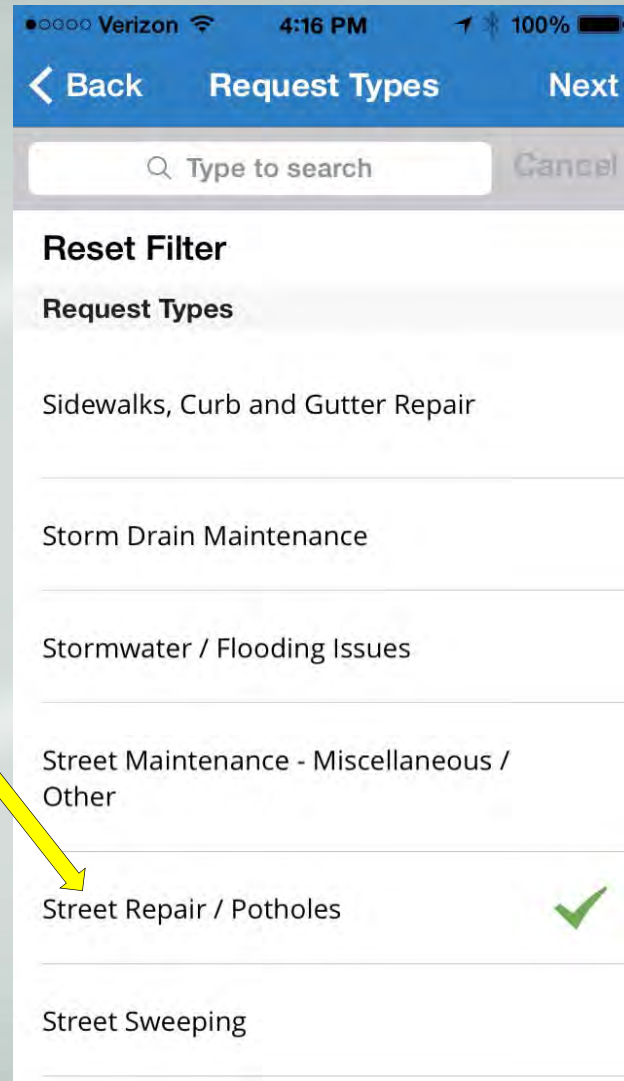 Verizon 4:16 PM 100%
Back Request Types Next
Type to search Cancel
Reset Filter
Request Types
Sidewalks, Curb and Gutter Repair
Storm Drain Maintenance
Stormwater / Flooding Issues
Street Maintenance - Miscellaneous /
Other
Street Repair / Potholes
Street Sweeping